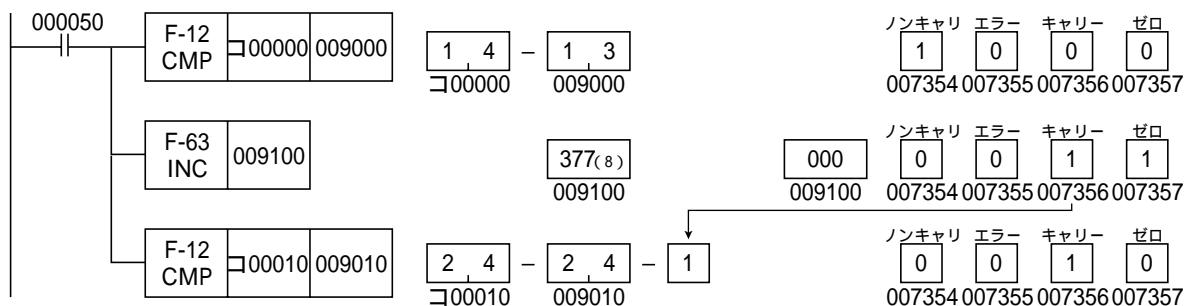 000050
F-12 CMP コ00000 009000
1 4 － 1 3
コ00000 009000
ノンキャリ エラー キャリー ゼロ
1 0 0 0
007354 007355 007356 007357
F-63 INC 009100
377(8)
009100
000
009100
ノンキャリ エラー キャリー ゼロ
0 0 1 1
007354 007355 007356 007357
F-12 CMP コ00010 009010
2 4 － 2 4 － 1
コ00010 009010
ノンキャリ エラー キャリー ゼロ
0 0 1 0
007354 007355 007356 007357